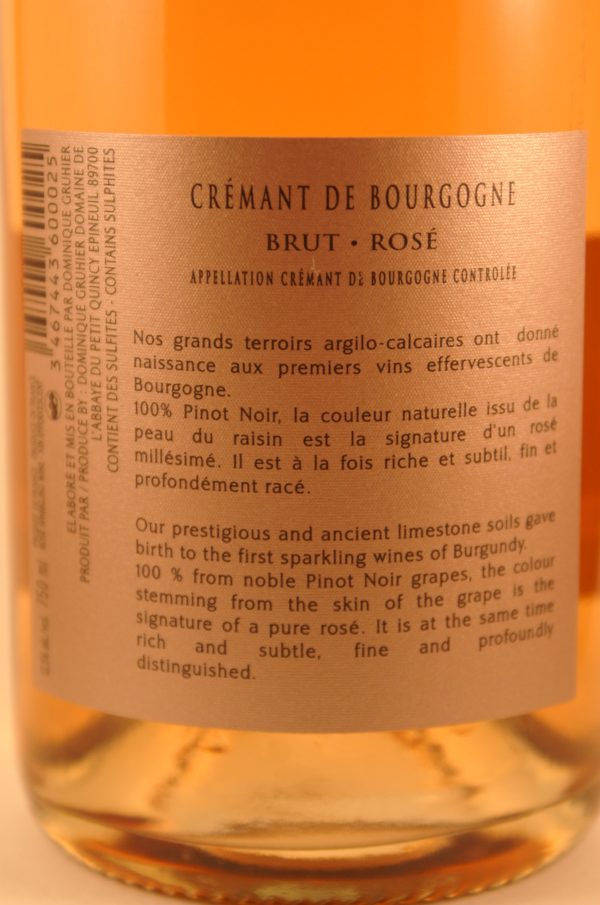 CRÉMANT DE BOURGOGNE
BRUT • ROSÉ
APPELLATION CRÉMANT DE BOURGOGNE CONTROLÉE
Nos grands terroirs argilo-calcaires ont donné
naissance aux premiers vins effervescents de
Bourgogne.
100% Pinot Noir, la couleur naturelle issu de la
peau du raisin est la signature d'un rosé
millésimé. Il est à la fois riche et subtil, fin et
profondément racé.
Our prestigious and ancient limestone soils gave
birth to the first sparkling wines of Burgundy.
100 % from noble Pinot Noir grapes, the colour
stemming from the skin of the grape is the
signature of a pure rosé. It is at the same time
rich and subtle, fine and profoundly
distinguished.
3 467443 600025
ELABORÉ ET MIS EN BOUTEILLE PAR DOMINIQUE GRUHIER
PRODUIT PAR / PRODUCE BY : DOMINIQUE GRUHIER DOMAINE DE
L'ABBAYE DU PETIT QUINCY EPINEUIL 89700
CONTIENT DES SULFITES - CONTAINS SULPHITES
750 ml